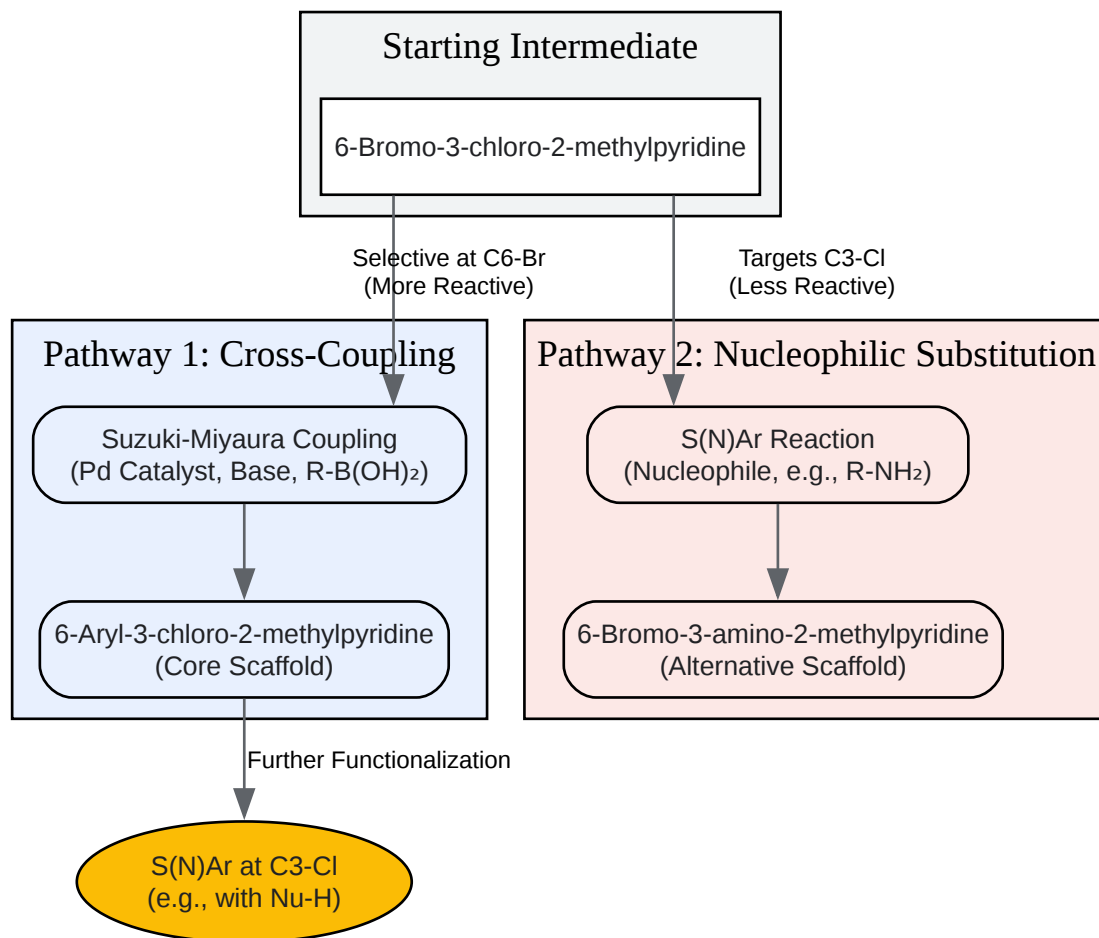 Starting Intermediate
6-Bromo-3-chloro-2-methylpyridine
Selective at C6-Br
(More Reactive)
Targets C3-Cl
(Less Reactive)
Pathway 1: Cross-Coupling
Suzuki-Miyaura Coupling
(Pd Catalyst, Base, R-B(OH)₂)
6-Aryl-3-chloro-2-methylpyridine
(Core Scaffold)
Pathway 2: Nucleophilic Substitution
S(N)Ar Reaction
(Nucleophile, e.g., R-NH₂)
6-Bromo-3-amino-2-methylpyridine
(Alternative Scaffold)
Further Functionalization
S(N)Ar at C3-Cl
(e.g., with Nu-H)